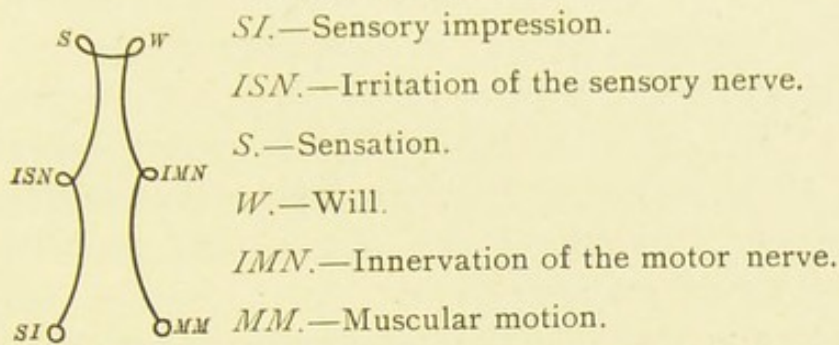 S W SI.—Sensory impression.
ISN.—Irritation of the sensory nerve.
S.—Sensation.
ISN IMN
W.—Will.
IMN.—Innervation of the motor nerve.
SI MM MM.—Muscular motion.